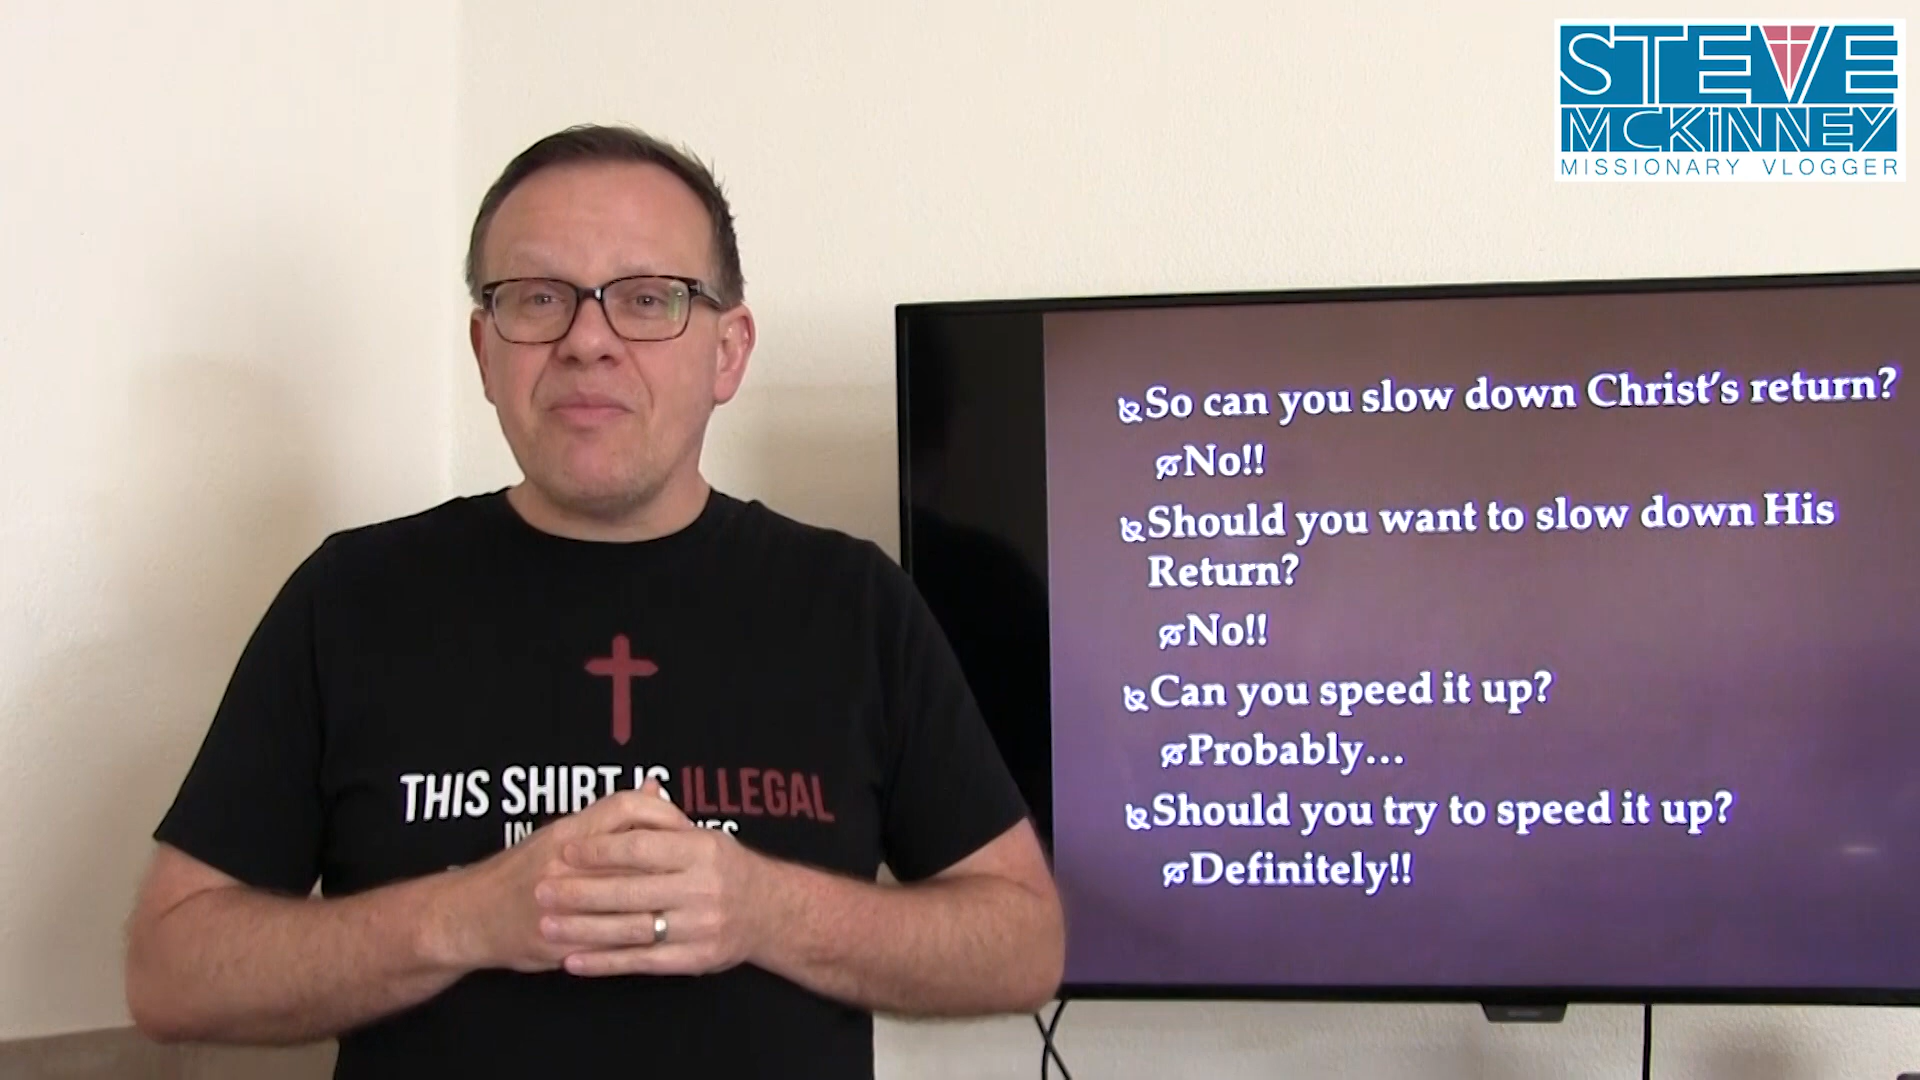 STEVE
MCKiNNEY
MISSIONARY VLOGGER
So can you slow down Christ's return?
No!!
Should you want to slow down His
Return?
No!!
Can you speed it up?
Probably...
Should you try to speed it up?
Definitely!!
THIS SHIRT IS ILLEGAL
IN